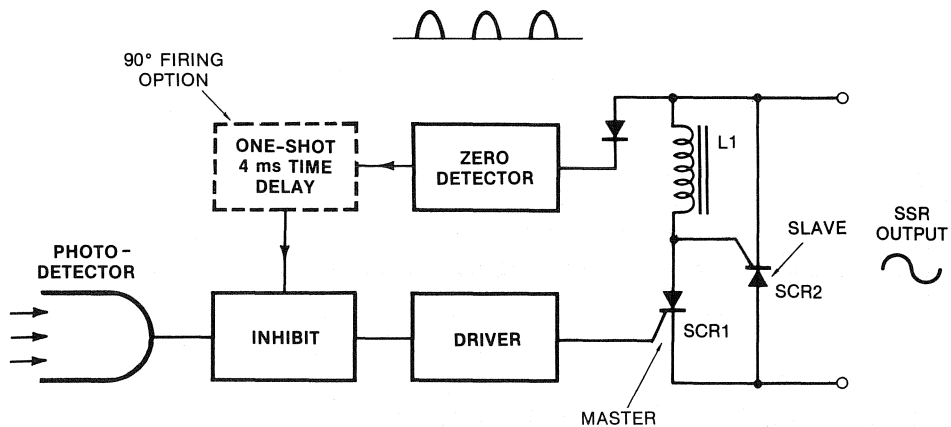 90° FIRING
OPTION
ONE-SHOT
4 ms TIME
DELAY
ZERO
DETECTOR
L1
SLAVE
SSR
OUTPUT
PHOTO-
DETECTOR
INHIBIT
DRIVER
SCR1
SCR2
MASTER